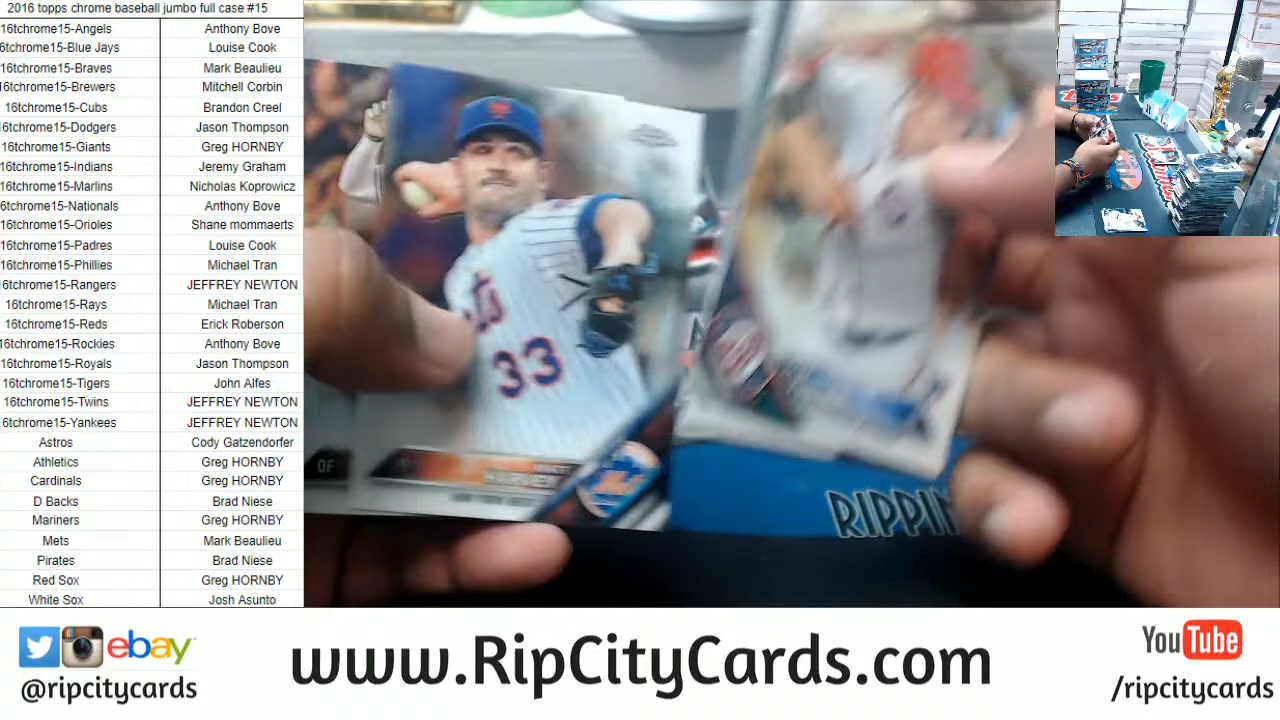 2016 topps chrome baseball jumbo full case #15
16tchrome15-Angels Anthony Bove
6tchrome15-Blue Jays Louise Cook
16tchrome15-Braves Mark Beaulieu
6tchrome15-Brewers Mitchell Corbin
16tchrome15-Cubs Brandon Creel
6tchrome15-Dodgers Jason Thompson
16tchrome15-Giants Greg HORNBY
16tchrome15-Indians Jeremy Graham
16tchrome15-Marlins Nicholas Koprowicz
6tchrome15-Nationals Anthony Bove
6tchrome15-Orioles Shane mommaerts
16tchrome15-Padres Louise Cook
16tchrome15-Phillies Michael Tran
6tchrome15-Rangers JEFFREY NEWTON
16tchrome15-Rays Michael Tran
16tchrome15-Reds Erick Roberson
6tchrome15-Rockies Anthony Bove
16tchrome15-Royals Jason Thompson
16tchrome15-Tigers John Alfes
16tchrome15-Twins JEFFREY NEWTON
6tchrome15-Yankees JEFFREY NEWTON
Astros Cody Gatzendorfer
Athletics Greg HORNBY
Cardinals Greg HORNBY
D Backs Brad Niese
Mariners Greg HORNBY
Mets Mark Beaulieu
Pirates Brad Niese
Red Sox Greg HORNBY
White Sox Josh Asunto
33
OF
RIPPIN
ebay
@ripcitycards
www.RipCityCards.com
YouTube
/ripcitycards